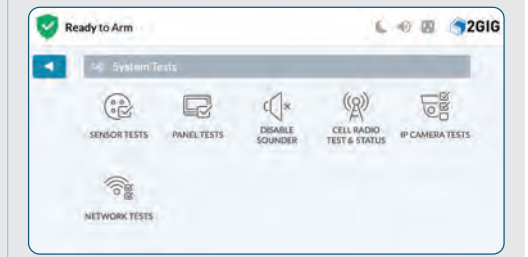 Ready to Arm
2GIG
System Tests
SENSOR TESTS
PANEL TESTS
DISABLE
SOUNDER
CELL RADIO
TEST & STATUS
IP CAMERA TESTS
NETWORK TESTS